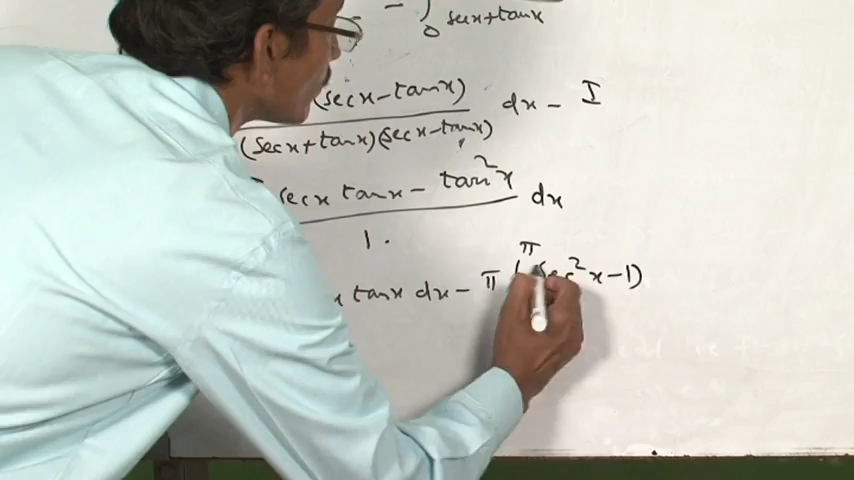 - ∫₀ secx+tanx
(secx-tanx) dx - I
(secx+tanx)(secx-tanx)
secx tanx - tan²x dx
1.
x tanx dx - π ∫ π (sec²x-1)